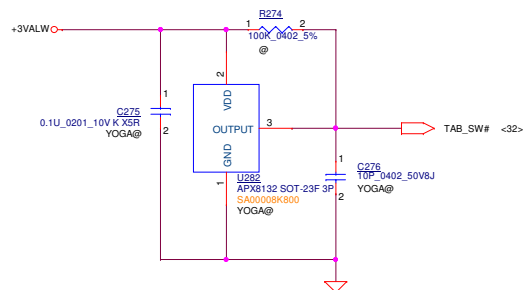 R274
+3VALW
1
2
100K_0402_5%
@
2
VDD
C275
1
0.1U_0201_10V K X5R
2
YOGA@
OUTPUT
3
TAB_SW#
<32>
GND
1
U282
APX8132 SOT-23F 3P
SA00008K800
YOGA@
1
C276
10P_0402_50V8J
YOGA@
2